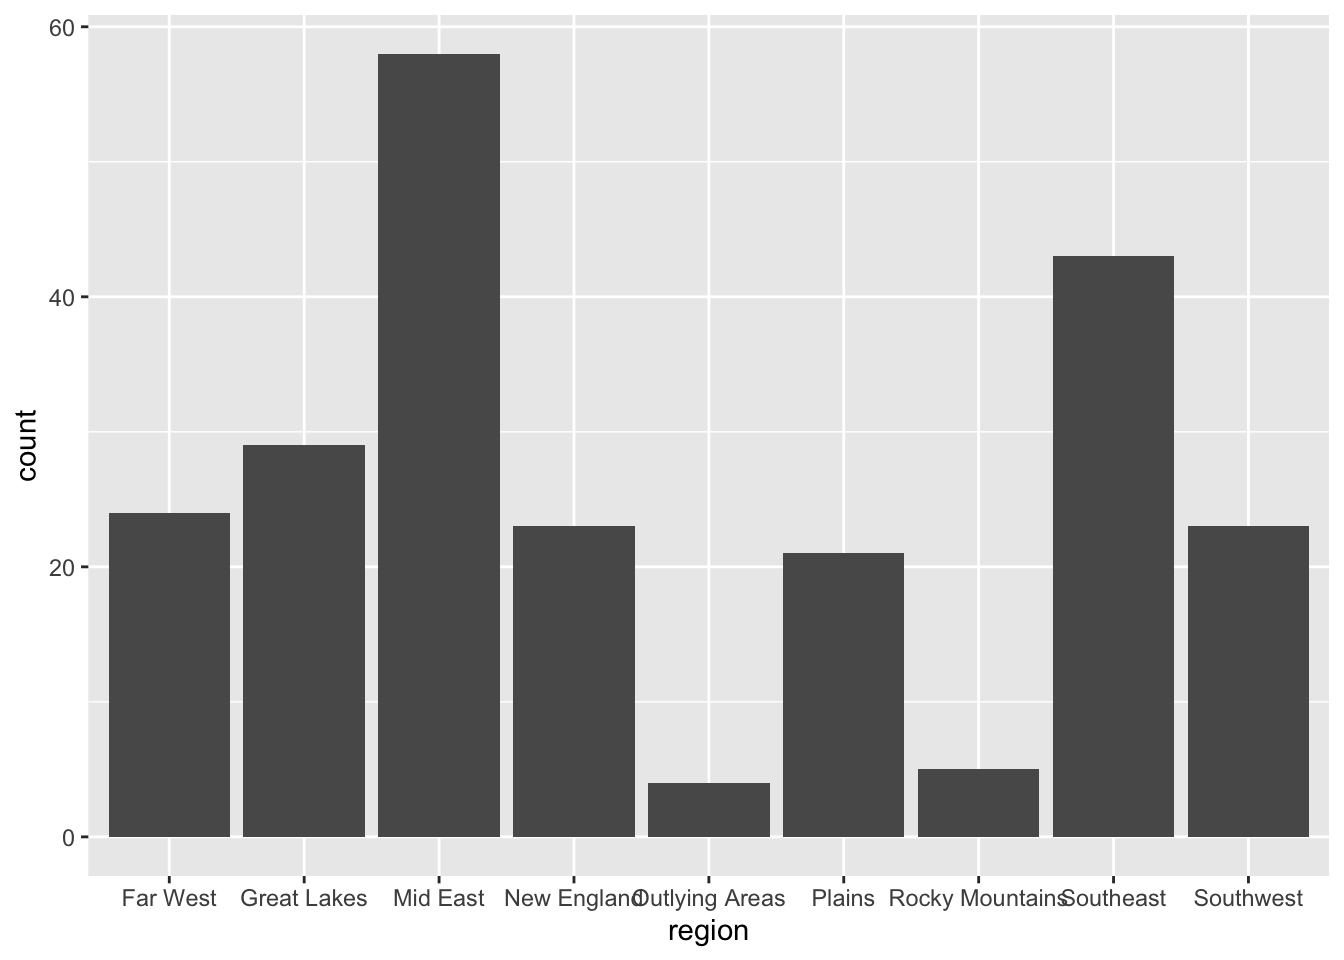 60
40
20
0
count
Far West
Great Lakes
Mid East
New England
Outlying Areas
Plains
Rocky Mountains
Southeast
Southwest
region